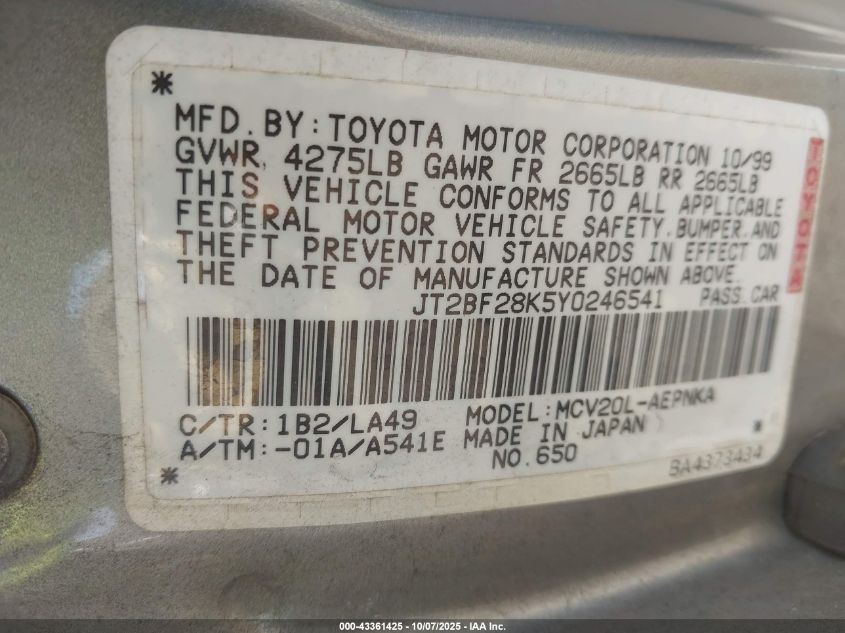 MFD. BY: TOYOTA MOTOR CORPORATION 10/99
GVWR. 4275LB GAWR FR 2665LB RR 2665LB
THIS VEHICLE CONFORMS TO ALL APPLICABLE
FEDERAL MOTOR VEHICLE SAFETY, BUMPER, AND
THEFT PREVENTION STANDARDS IN EFFECT ON
THE DATE OF MANUFACTURE SHOWN ABOVE.
JT2BF28K5Y0246541 PASS. CAR
C/TR: 1B2/LA49 MODEL: MCV20L-AEPNKA
A/TM: -01A/A541E MADE IN JAPAN
NO. 650 BA4373434
TOYOTA
000-43361425 - 10/07/2025 - IAA Inc.